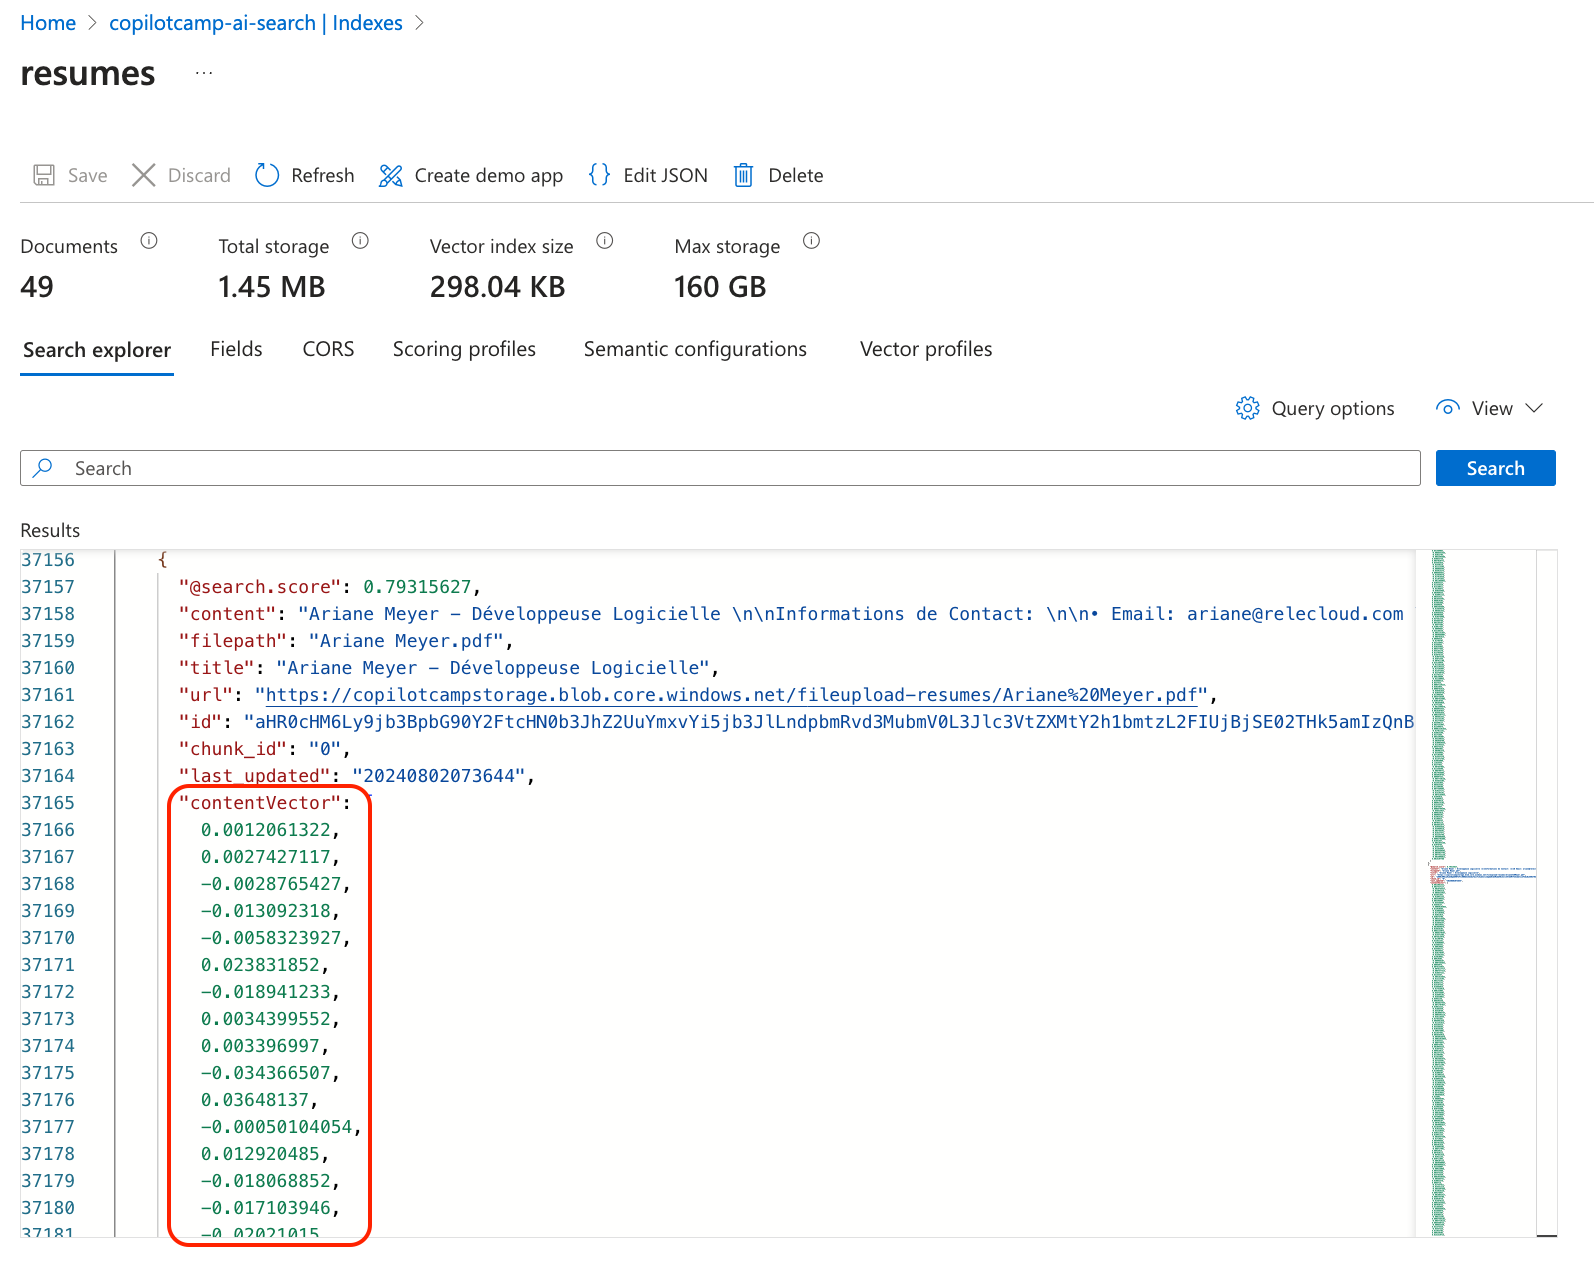 Home > copilotcamp-ai-search | Indexes >
resumes ...
Save Discard Refresh Create demo app {} Edit JSON Delete
Documents Total storage Vector index size Max storage
49 1.45 MB 298.04 KB 160 GB
Search explorer Fields CORS Scoring profiles Semantic configurations Vector profiles
Query options View
Search Search
Results
37156 {
37157 "@search.score": 0.79315627,
37158 "content": "Ariane Meyer – Développeuse Logicielle \n\nInformations de Contact: \n\n• Email: ariane@relecloud.com
37159 "filepath": "Ariane Meyer.pdf",
37160 "title": "Ariane Meyer – Développeuse Logicielle",
37161 "url": "https://copilotcampstorage.blob.core.windows.net/fileupload-resumes/Ariane%20Meyer.pdf",
37162 "id": "aHR0cHM6Ly9jb3BpbG90Y2FtcHN0b3JhZ2UuYmxvYi5jb3JlLndpbmRvd3MubmV0L3Jlc3VtZXMtY2h1bmtzL2FIUjBjSE02THk5amIzQnB
37163 "chunk_id": "0",
37164 "last_updated": "20240802073644",
37165 "contentVector": [
37166 0.0012061322,
37167 0.0027427117,
37168 -0.0028765427,
37169 -0.013092318,
37170 -0.0058323927,
37171 0.023831852,
37172 -0.018941233,
37173 0.0034399552,
37174 0.003396997,
37175 -0.034366507,
37176 0.03648137,
37177 -0.00050104054,
37178 0.012920485,
37179 -0.018068852,
37180 -0.017103946,
37181 -0.02021015,